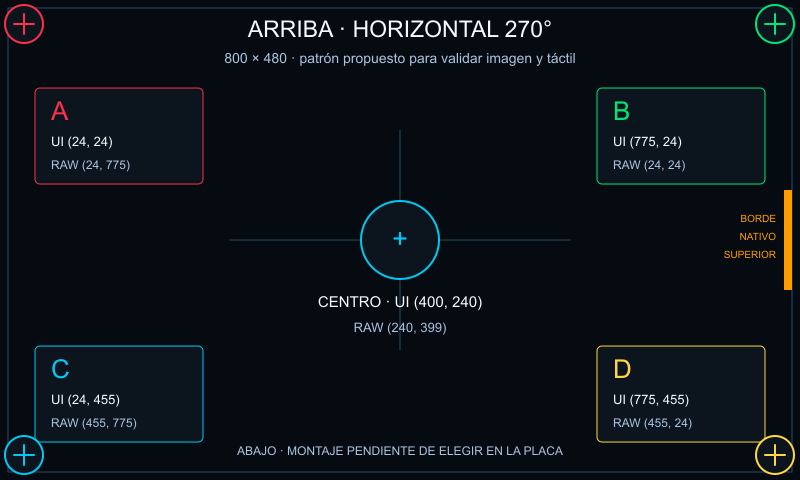 ARRIBA · HORIZONTAL 270°
800 × 480 · patrón propuesto para validar imagen y táctil
A
UI (24, 24)
RAW (24, 775)
B
UI (775, 24)
RAW (24, 24)
BORDE
NATIVO
SUPERIOR
CENTRO · UI (400, 240)
RAW (240, 399)
C
UI (24, 455)
RAW (455, 775)
D
UI (775, 455)
RAW (455, 24)
ABAJO · MONTAJE PENDIENTE DE ELEGIR EN LA PLACA